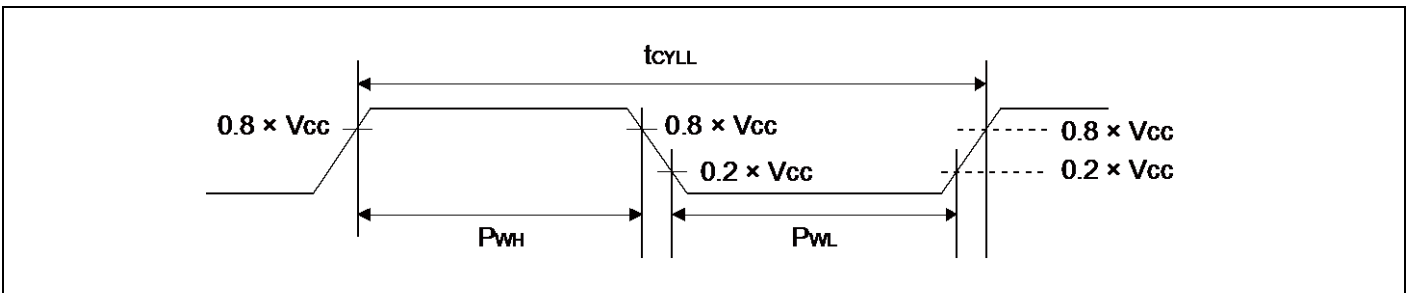 tCYLL
0.8 × VCC
0.8 × VCC
0.8 × VCC
0.2 × VCC
0.2 × VCC
PWH
PWL